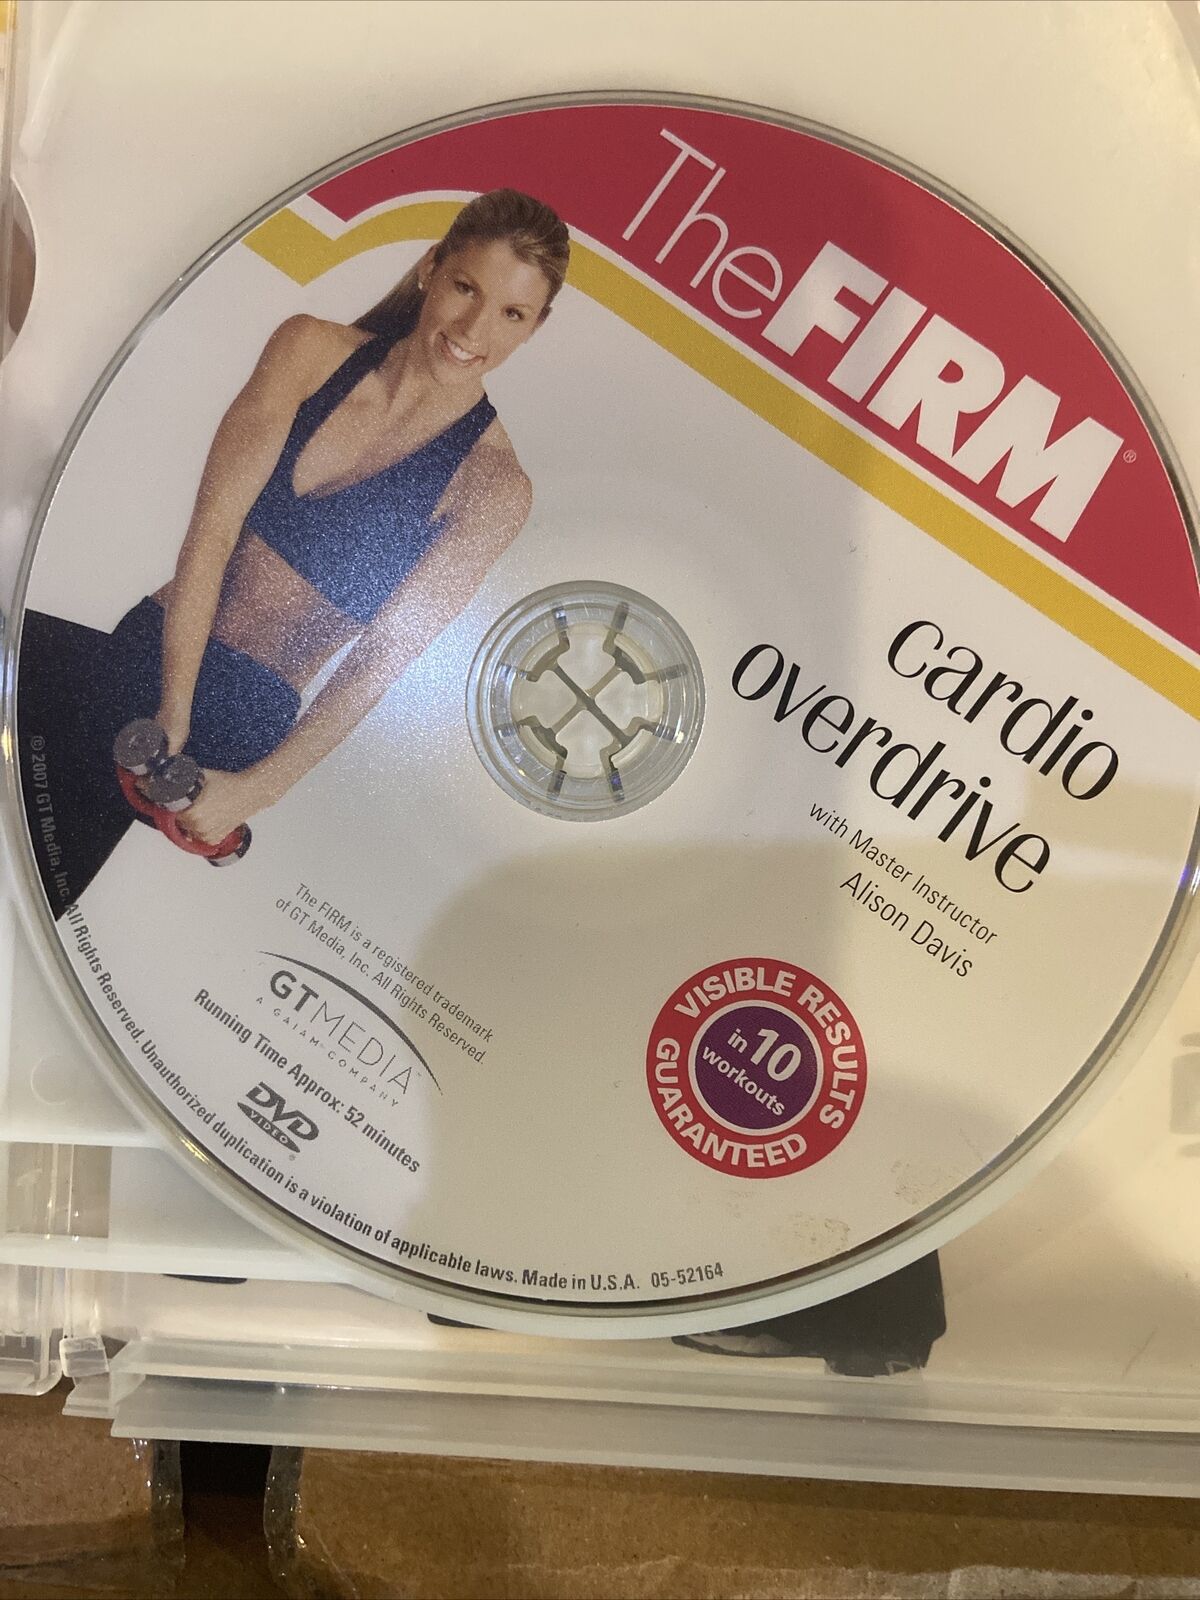 The FIRM®
cardio
overdrive
with Master Instructor
Alison Davis
VISIBLE RESULTS
in 10
workouts
GUARANTEED
The FIRM is a registered trademark
of GT Media, Inc. All Rights Reserved.
GTMEDIA™
A GAIAM® COMPANY
Running Time Approx: 52 minutes
DVD
VIDEO®
© 2007 GT Media, Inc. All Rights Reserved. Unauthorized duplication is a violation of applicable laws. Made in U.S.A. 05-52164